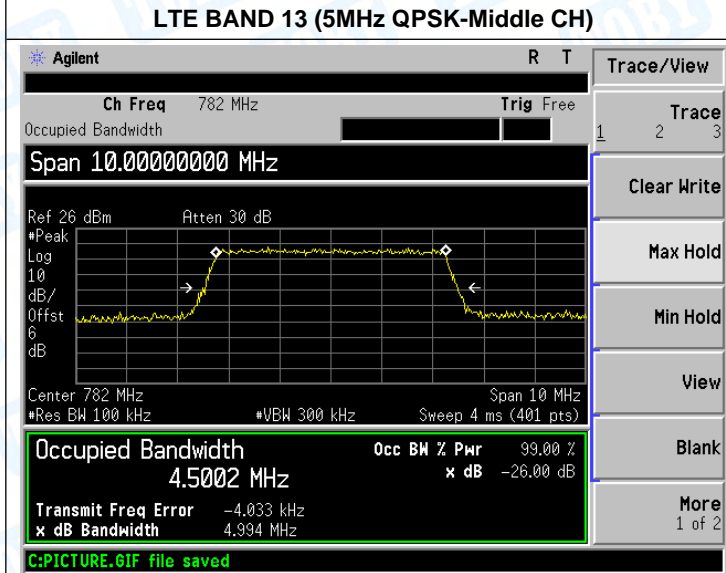 LTE BAND 13 (5MHz QPSK-Middle CH)
Agilent R T
Trace/View
Ch Freq 782 MHz Trig Free
Occupied Bandwidth
Trace
1 2 3
Span 10.00000000 MHz
Clear Write
Ref 26 dBm Atten 30 dB
#Peak
Log
10
dB/
Offst
6
dB
Max Hold
Min Hold
View
Center 782 MHz Span 10 MHz
#Res BW 100 kHz #VBW 300 kHz Sweep 4 ms (401 pts)
Occupied Bandwidth Occ BW % Pwr 99.00 %
4.5002 MHz x dB -26.00 dB
Blank
Transmit Freq Error -4.033 kHz
x dB Bandwidth 4.994 MHz
More
1 of 2
C:PICTURE.GIF file saved